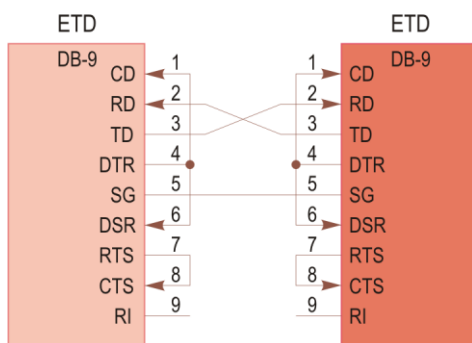 ETD ETD
DB-9 DB-9
CD 1 1 CD
RD 2 2 RD
TD 3 3 TD
DTR 4 4 DTR
SG 5 5 SG
DSR 6 6 DSR
RTS 7 7 RTS
CTS 8 8 CTS
RI 9 9 RI